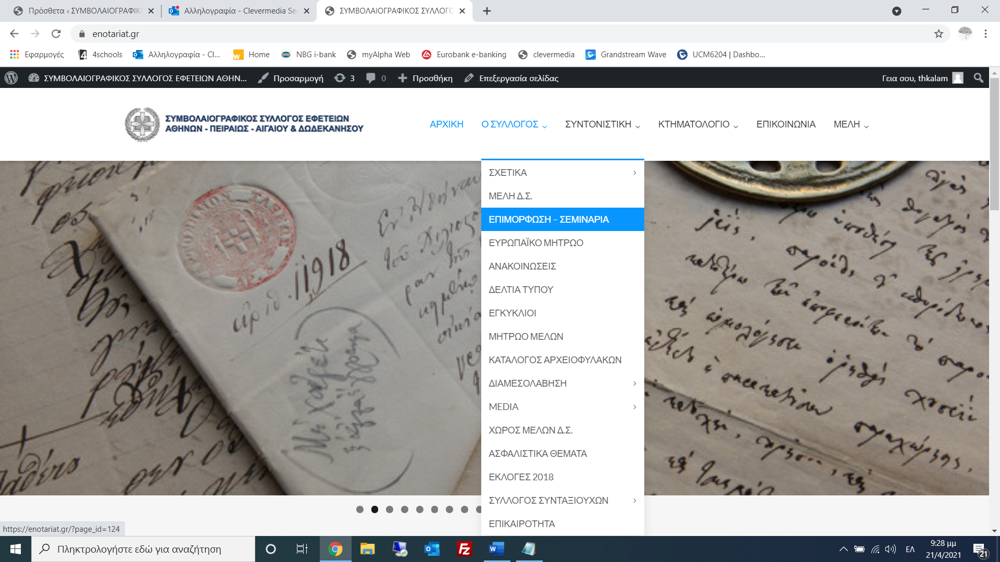 Πρόσθετα ‹ ΣΥΜΒΟΛΑΙΟΓΡΑΦΙΚΟ
Αλληλογραφία - Clevermedia Se
ΣΥΜΒΟΛΑΙΟΓΡΑΦΙΚΟΣ ΣΥΛΛΟΓΟ
enotariat.gr
Εφαρμογές
4schools
Αλληλογραφία - Cl...
Home
NBG i-bank
myAlpha Web
Eurobank e-banking
clevermedia
Grandstream Wave
UCM6204 | Dashbo...
ΣΥΜΒΟΛΑΙΟΓΡΑΦΙΚΟΣ ΣΥΛΛΟΓΟΣ ΕΦΕΤΕΙΩΝ ΑΘΗΝ...
Προσαρμογή
3
0
Προσθήκη
Επεξεργασία σελίδας
Γεια σου, thkalam
ΣΥΜΒΟΛΑΙΟΓΡΑΦΙΚΟΣ ΣΥΛΛΟΓΟΣ ΕΦΕΤΕΙΩΝ
ΑΘΗΝΩΝ - ΠΕΙΡΑΙΩΣ - ΑΙΓΑΙΟΥ & ΔΩΔΕΚΑΝΗΣΟΥ
ΑΡΧΙΚΗ
Ο ΣΥΛΛΟΓΟΣ
ΣΥΝΤΟΝΙΣΤΙΚΗ
ΚΤΗΜΑΤΟΛΟΓΙΟ
ΕΠΙΚΟΙΝΩΝΙΑ
ΜΕΛΗ
ΣΧΕΤΙΚΑ
ΜΕΛΗ Δ.Σ.
ΕΠΙΜΟΡΦΩΣΗ – ΣΕΜΙΝΑΡΙΑ
ΕΥΡΩΠΑΪΚΟ ΜΗΤΡΩΟ
ΑΝΑΚΟΙΝΩΣΕΙΣ
ΔΕΛΤΙΑ ΤΥΠΟΥ
ΕΓΚΥΚΛΙΟΙ
ΜΗΤΡΩΟ ΜΕΛΩΝ
ΚΑΤΑΛΟΓΟΣ ΑΡΧΕΙΟΦΥΛΑΚΩΝ
ΔΙΑΜΕΣΟΛΑΒΗΣΗ
MEDIA
ΧΩΡΟΣ ΜΕΛΩΝ Δ.Σ.
ΑΣΦΑΛΙΣΤΙΚΑ ΘΕΜΑΤΑ
ΕΚΛΟΓΕΣ 2018
ΣΥΛΛΟΓΟΣ ΣΥΝΤΑΞΙΟΥΧΩΝ
ΕΠΙΚΑΙΡΟΤΗΤΑ
1918
https://enotariat.gr/?page_id=124
Πληκτρολογήστε εδώ για αναζήτηση
ΕΛ
9:28 μμ
21/4/2021
21